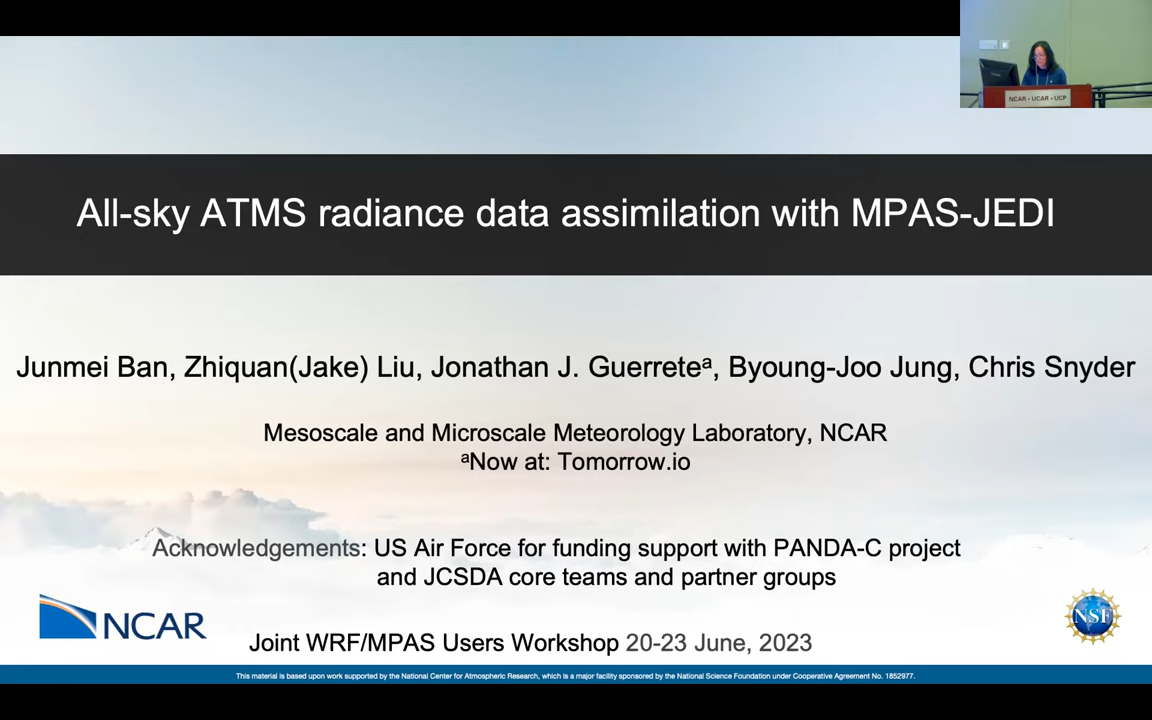 NCAR • UCAR • UCP
All-sky ATMS radiance data assimilation with MPAS-JEDI
Junmei Ban, Zhiquan(Jake) Liu, Jonathan J. Guerreteᵃ, Byoung-Joo Jung, Chris Snyder
Mesoscale and Microscale Meteorology Laboratory, NCAR
ᵃNow at: Tomorrow.io
Acknowledgements: US Air Force for funding support with PANDA-C project
and JCSDA core teams and partner groups
NCAR
NSF
Joint WRF/MPAS Users Workshop 20-23 June, 2023
This material is based upon work supported by the National Center for Atmospheric Research, which is a major facility sponsored by the National Science Foundation under Cooperative Agreement No. 1852977.